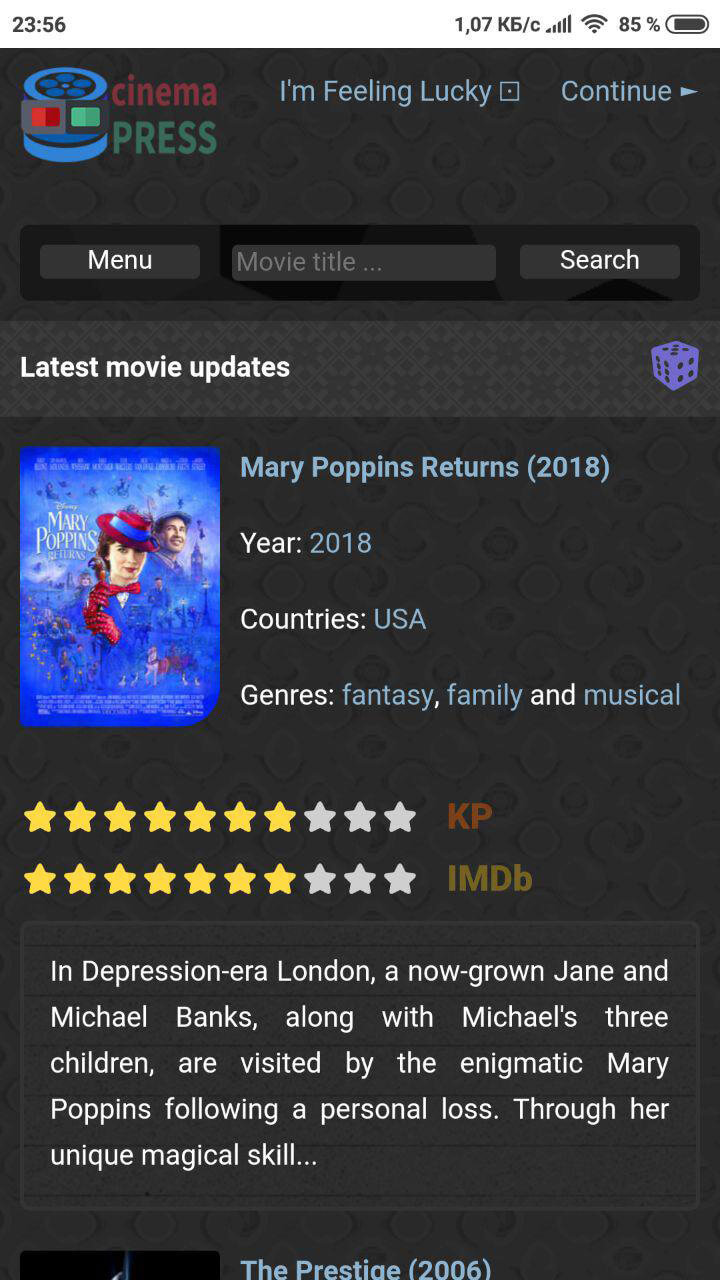 23:56
1,07 КБ/с
85 %
cinema
PRESS
I'm Feeling Lucky ⚀
Continue ►
Menu
Movie title ...
Search
Latest movie updates
Disney
MARY
POPPINS
RETURNS
Mary Poppins Returns (2018)
Year: 2018
Countries: USA
Genres: fantasy, family and musical
KP
IMDb
In Depression-era London, a now-grown Jane and
Michael Banks, along with Michael's three
children, are visited by the enigmatic Mary
Poppins following a personal loss. Through her
unique magical skill...
The Prestige (2006)